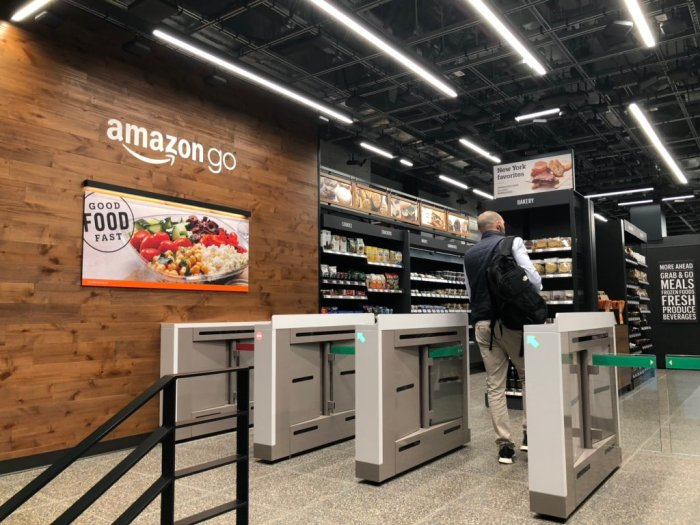 amazon go
GOOD
FOOD
FAST
New York
favorites
BAKERY
MORE AHEAD
GRAB & GO
MEALS
FROZEN FOODS
FRESH
PRODUCE
BEVERAGES